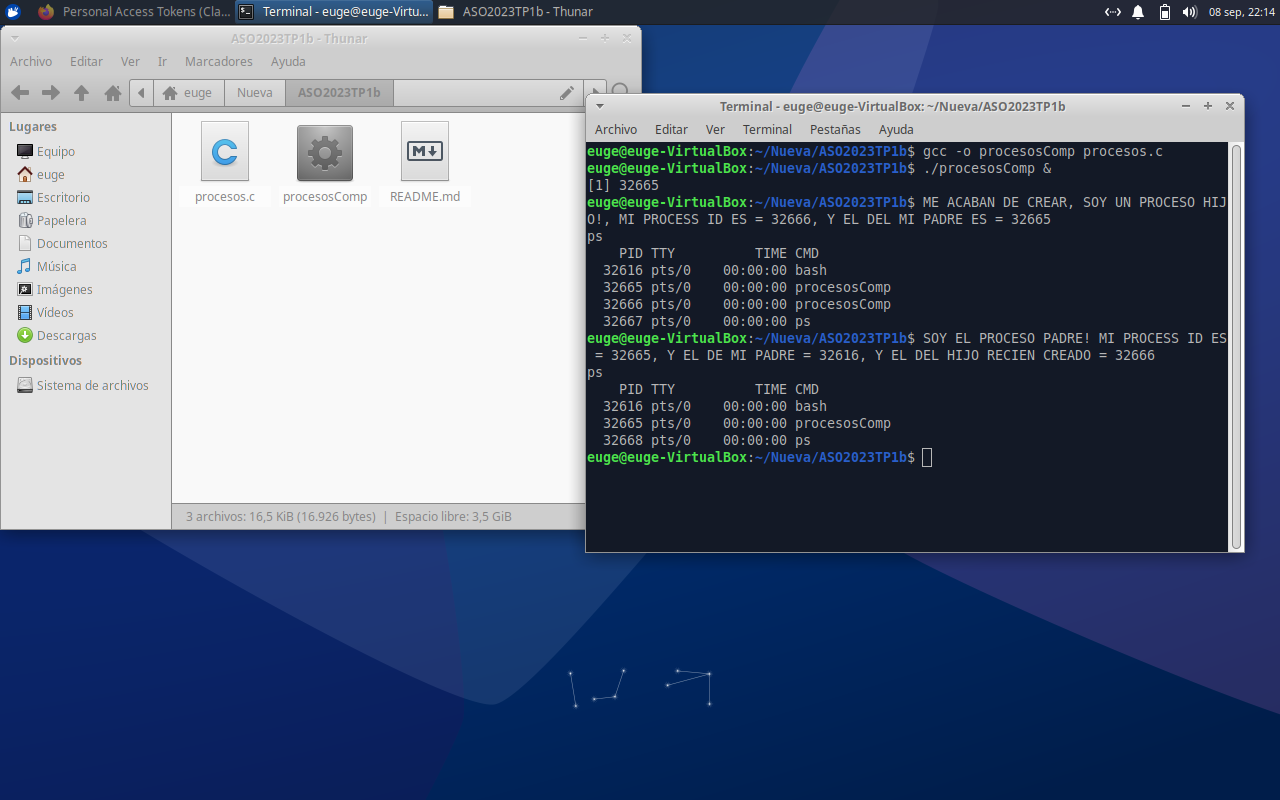 Personal Access Tokens (Cla...
Terminal - euge@euge-Virtu...
ASO2023TP1b - Thunar
08 sep, 22:14
ASO2023TP1b - Thunar
Archivo Editar Ver Ir Marcadores Ayuda
euge Nueva ASO2023TP1b
Lugares
Equipo
euge
Escritorio
Papelera
Documentos
Música
Imágenes
Vídeos
Descargas
Dispositivos
Sistema de archivos
procesos.c procesosComp README.md
3 archivos: 16,5 KiB (16.926 bytes) | Espacio libre: 3,5 GiB
Terminal - euge@euge-VirtualBox: ~/Nueva/ASO2023TP1b
Archivo Editar Ver Terminal Pestañas Ayuda
euge@euge-VirtualBox:~/Nueva/ASO2023TP1b$ gcc -o procesosComp procesos.c
euge@euge-VirtualBox:~/Nueva/ASO2023TP1b$ ./procesosComp &
[1] 32665
euge@euge-VirtualBox:~/Nueva/ASO2023TP1b$ ME ACABAN DE CREAR, SOY UN PROCESO HIJ
O!, MI PROCESS ID ES = 32666, Y EL DEL MI PADRE ES = 32665
ps
PID TTY TIME CMD
32616 pts/0 00:00:00 bash
32665 pts/0 00:00:00 procesosComp
32666 pts/0 00:00:00 procesosComp
32667 pts/0 00:00:00 ps
euge@euge-VirtualBox:~/Nueva/ASO2023TP1b$ SOY EL PROCESO PADRE! MI PROCESS ID ES
= 32665, Y EL DE MI PADRE = 32616, Y EL DEL HIJO RECIEN CREADO = 32666
ps
PID TTY TIME CMD
32616 pts/0 00:00:00 bash
32665 pts/0 00:00:00 procesosComp
32668 pts/0 00:00:00 ps
euge@euge-VirtualBox:~/Nueva/ASO2023TP1b$